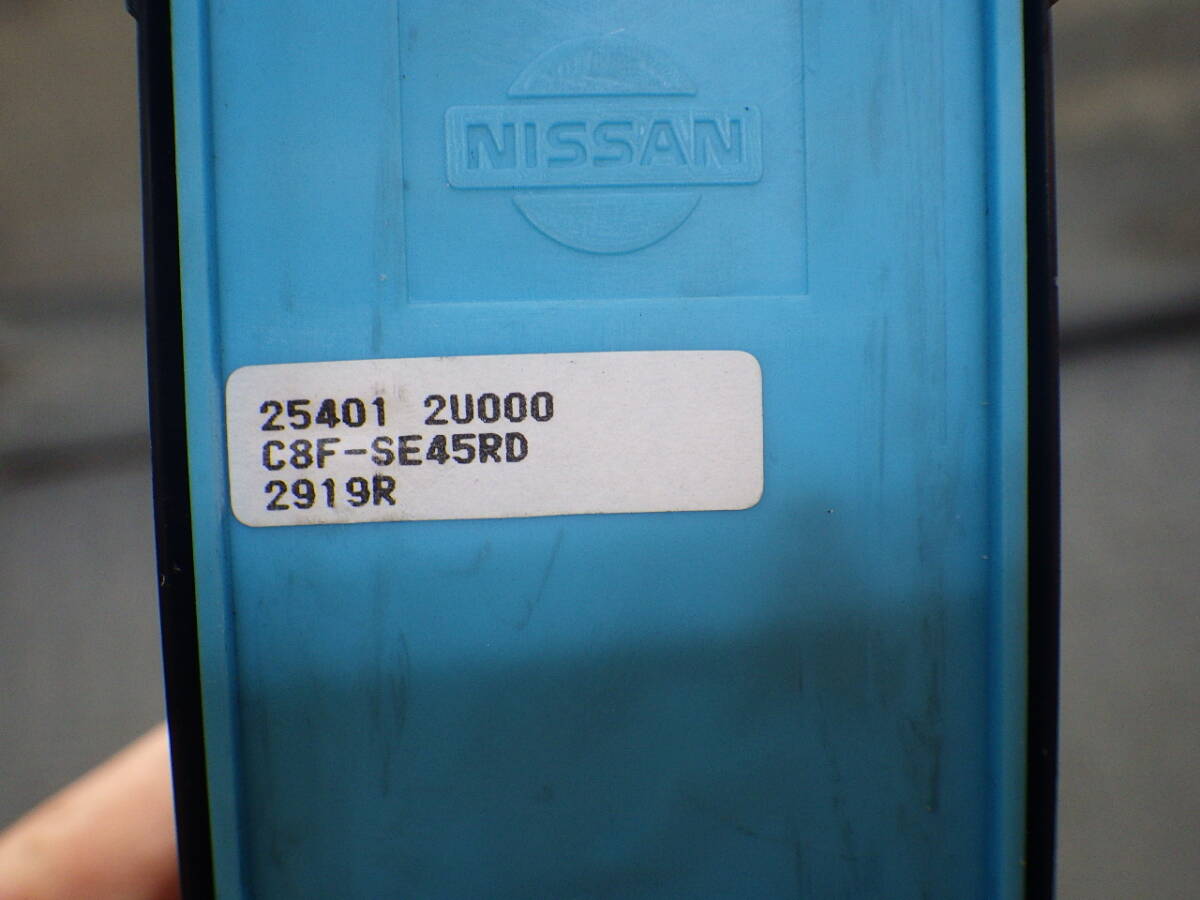 NISSAN
25401 2U000
C8F-SE45RD
2919R